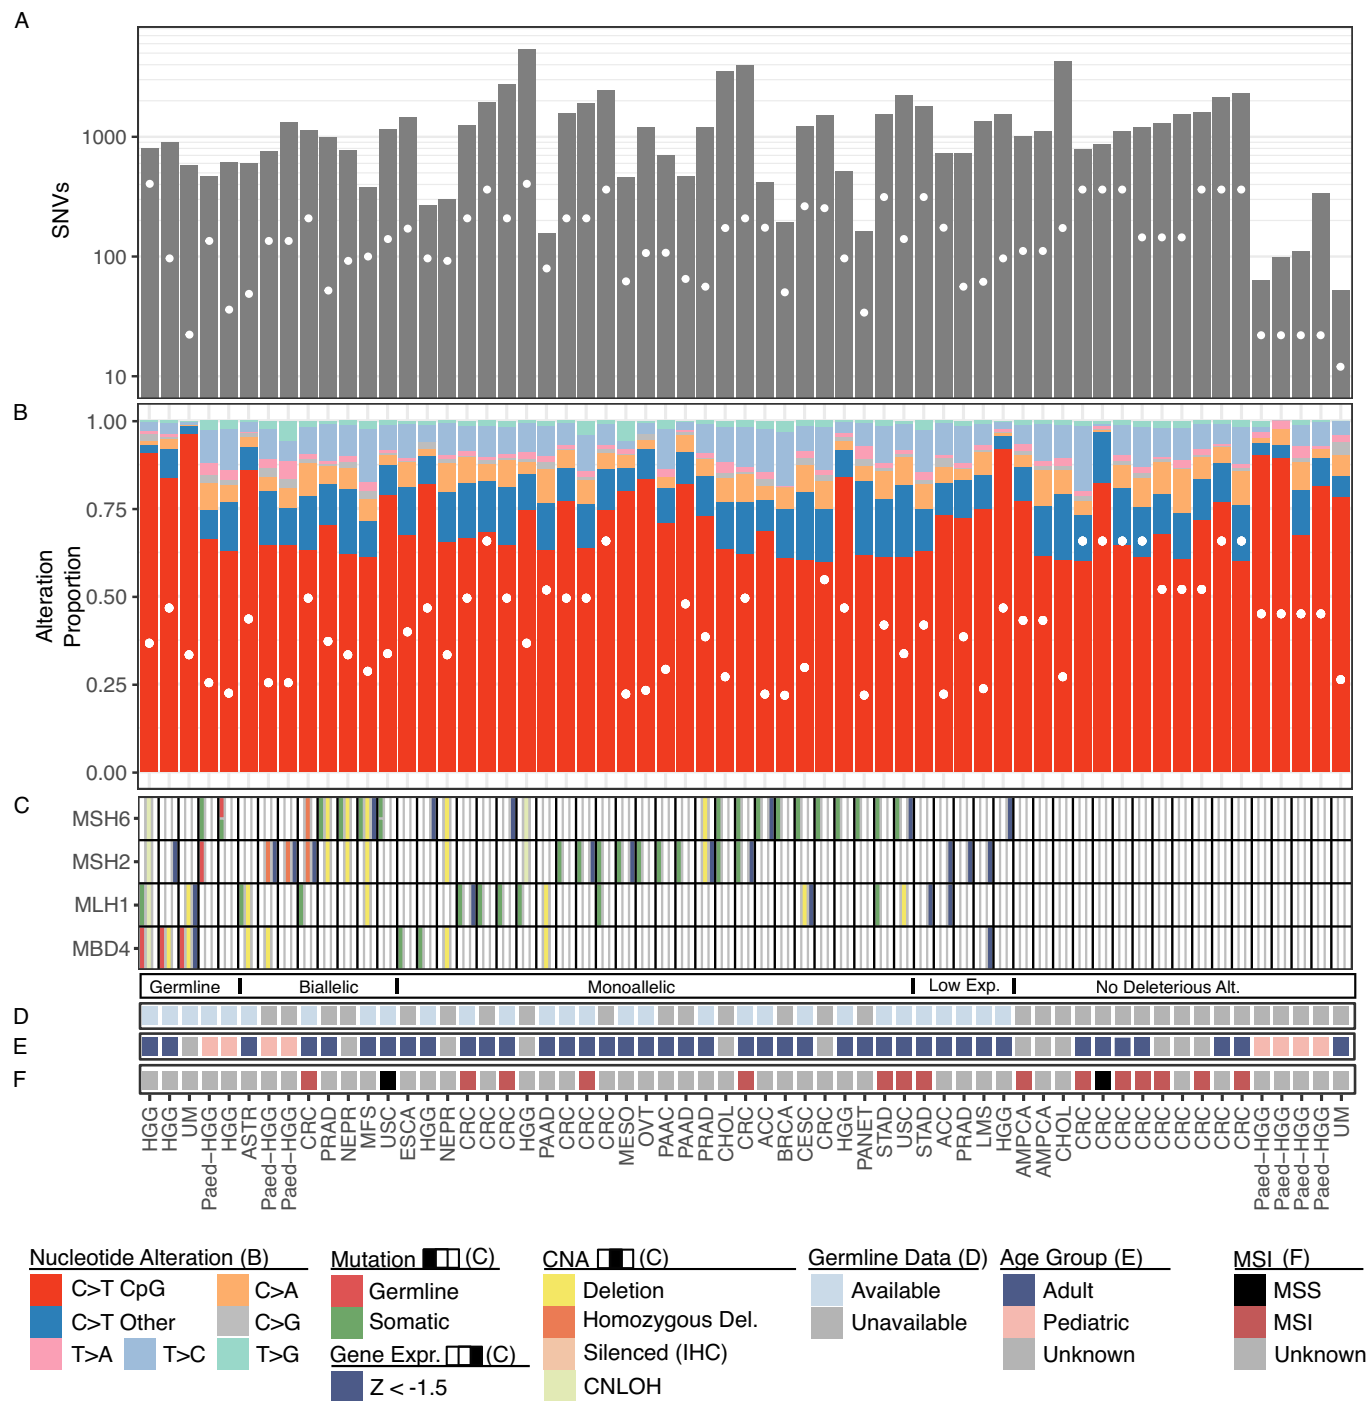 A
SNVs
1000
100
10
B
Alteration
Proportion
1.00
0.75
0.50
0.25
0.00
C
MSH6
MSH2
MLH1
MBD4
Germline
Biallelic
Monoallelic
Low Exp.
No Deleterious Alt.
D
E
F
HGG
HGG
UM
Paed-HGG
HGG
ASTR
Paed-HGG
Paed-HGG
CRC
PRAD
NEPR
MFS
USC
ESCA
HGG
NEPR
CRC
CRC
CRC
HGG
PAAD
CRC
CRC
CRC
MESO
OVT
PAAC
PAAD
PRAD
CHOL
CRC
ACC
BRCA
CESC
CRC
HGG
PANET
STAD
USC
STAD
ACC
PRAD
LMS
HGG
AMPCA
AMPCA
CHOL
CRC
CRC
CRC
CRC
CRC
CRC
CRC
CRC
CRC
Paed-HGG
Paed-HGG
Paed-HGG
Paed-HGG
UM
Nucleotide Alteration (B)
C>T CpG
C>A
C>T Other
C>G
T>A
T>C
T>G
Mutation (C)
Germline
Somatic
Gene Expr. (C)
Z < -1.5
CNA (C)
Deletion
Homozygous Del.
Silenced (IHC)
CNLOH
Germline Data (D)
Available
Unavailable
Age Group (E)
Adult
Pediatric
Unknown
MSI (F)
MSS
MSI
Unknown